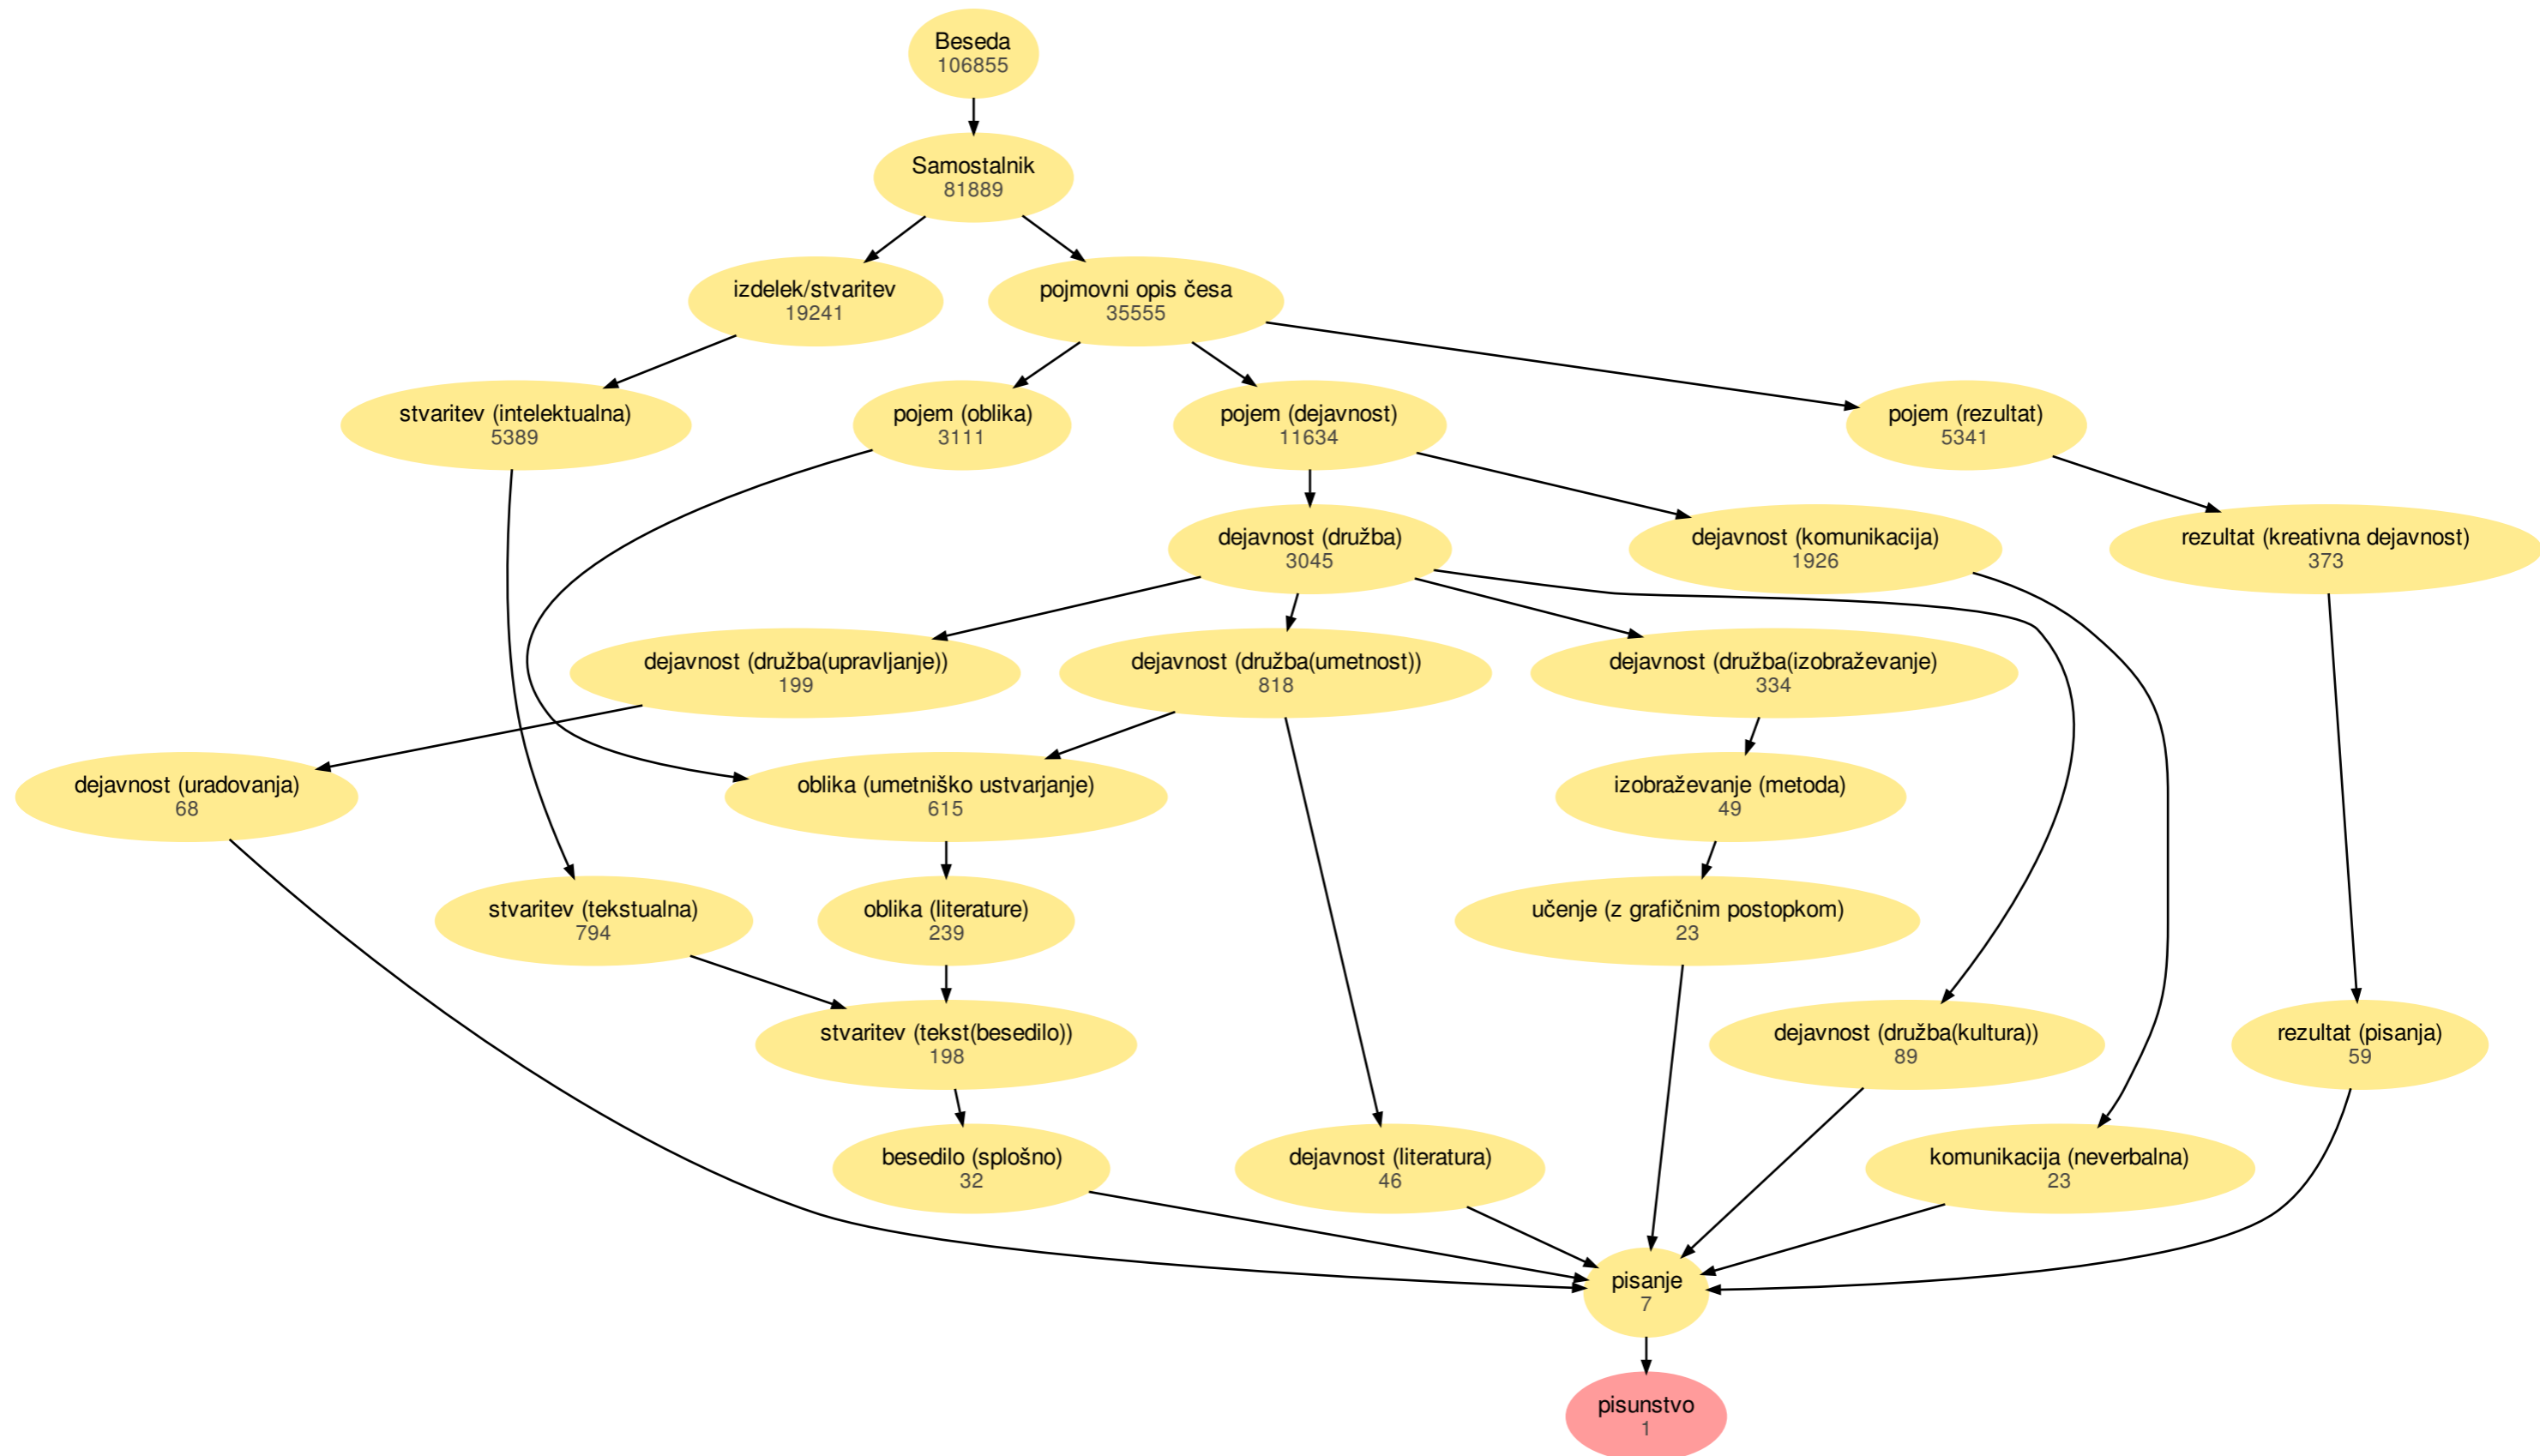 Beseda
106855
Samostalnik
81889
izdelek/stvaritev
19241
pojmovni opis česa
35555
stvaritev (intelektualna)
5389
pojem (oblika)
3111
pojem (dejavnost)
11634
pojem (rezultat)
5341
dejavnost (družba)
3045
dejavnost (komunikacija)
1926
rezultat (kreativna dejavnost)
373
dejavnost (družba(upravljanje))
199
dejavnost (družba(umetnost))
818
dejavnost (družba(izobraževanje)
334
dejavnost (uradovanja)
68
oblika (umetniško ustvarjanje)
615
izobraževanje (metoda)
49
stvaritev (tekstualna)
794
oblika (literature)
239
učenje (z grafičnim postopkom)
23
stvaritev (tekst(besedilo))
198
dejavnost (družba(kultura))
89
rezultat (pisanja)
59
besedilo (splošno)
32
dejavnost (literatura)
46
komunikacija (neverbalna)
23
pisanje
7
pisunstvo
1